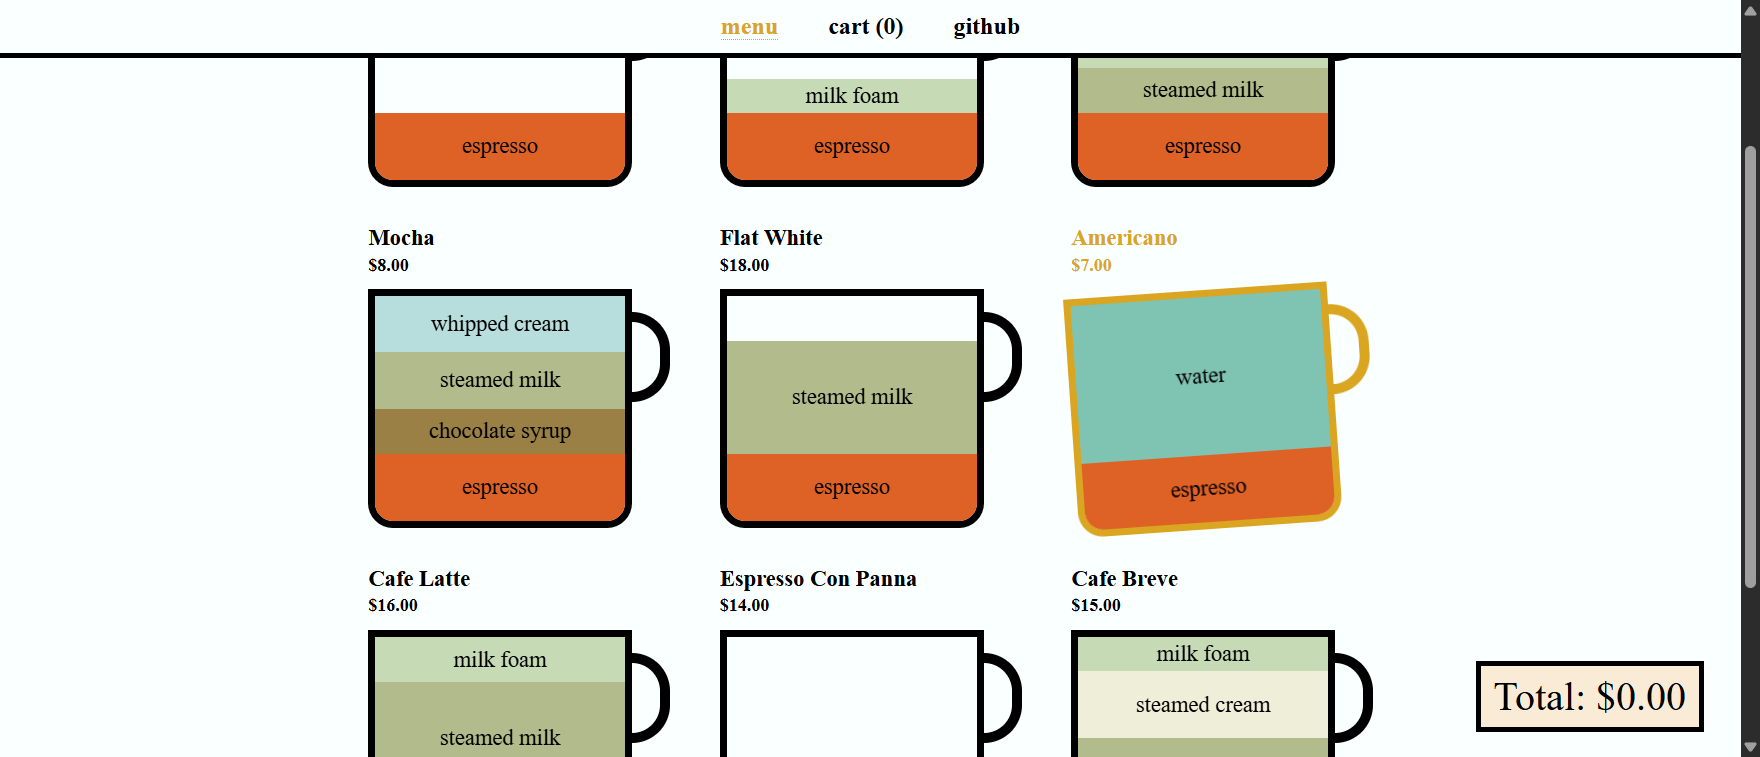 menu cart (0) github
espresso
milk foam
espresso
steamed milk
espresso
Mocha
$8.00
whipped cream
steamed milk
chocolate syrup
espresso
Flat White
$18.00
steamed milk
espresso
Americano
$7.00
water
espresso
Cafe Latte
$16.00
milk foam
steamed milk
Espresso Con Panna
$14.00
Cafe Breve
$15.00
milk foam
steamed cream
Total: $0.00